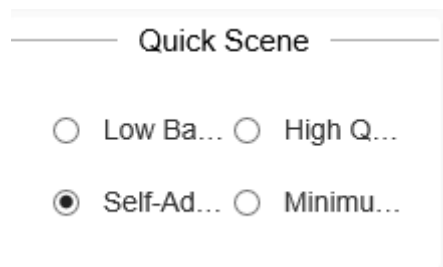 Quick Scene
Low Ba... High Q...
Self-Ad... Minimu...